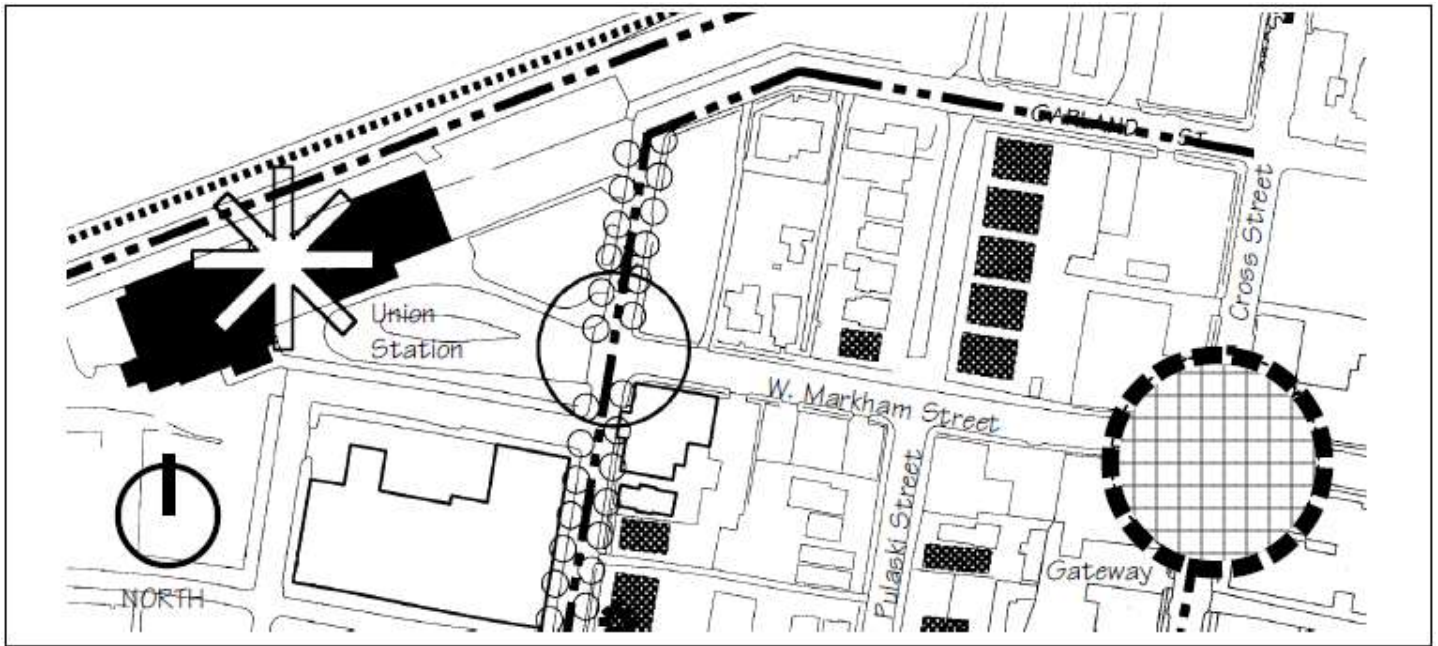 GARLAND ST
Cross Street
Union
Station
W. Markham Street
Pulaski Street
Gateway
NORTH